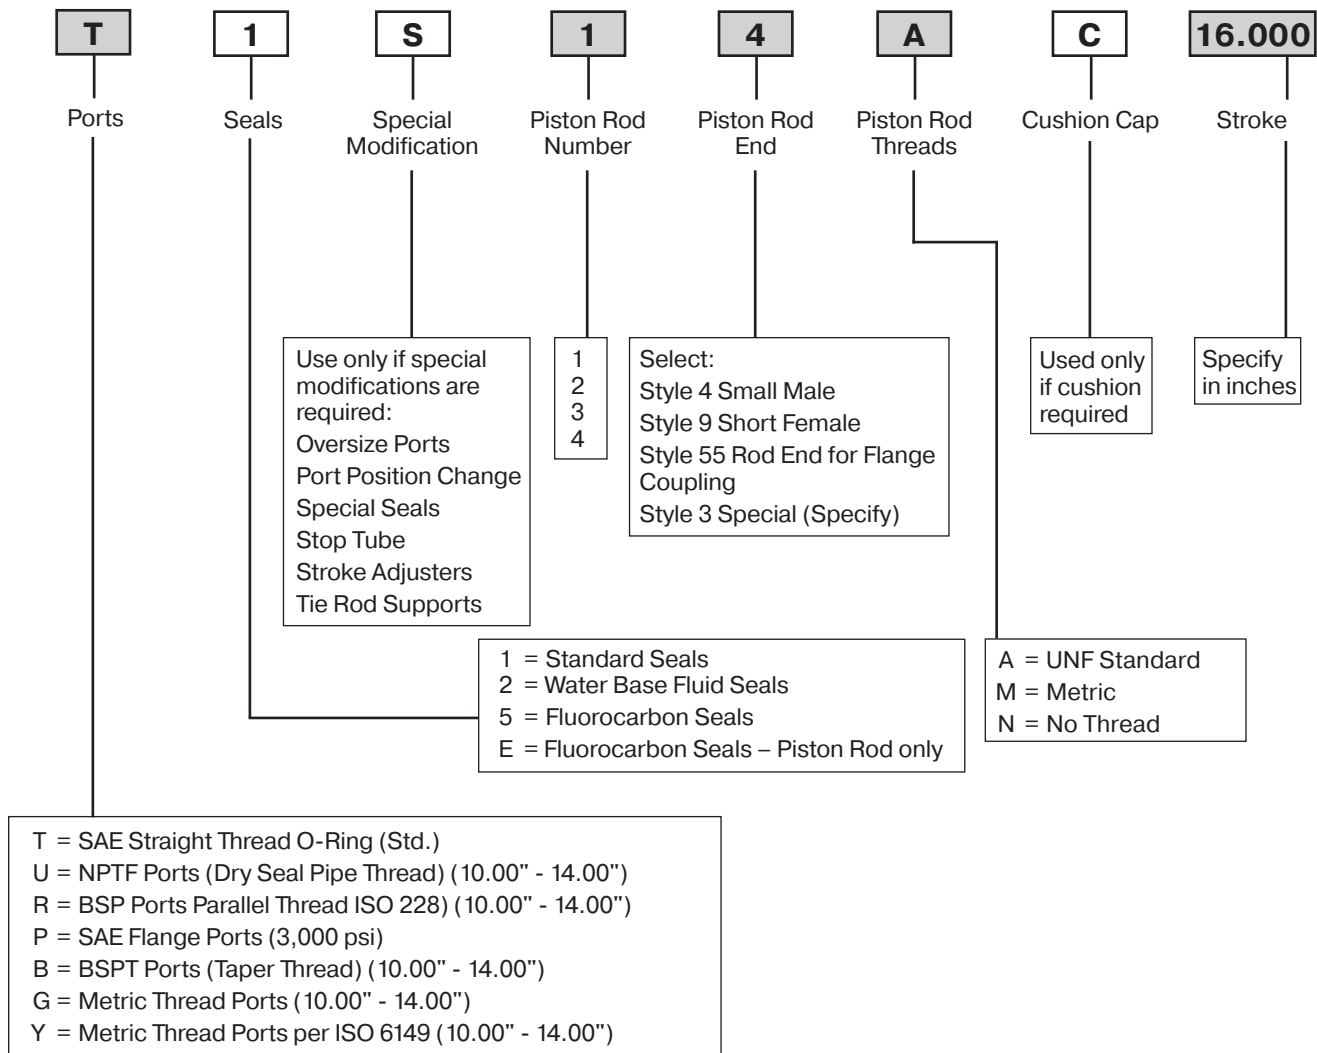 T 1 S 1 4 A C 16.000
Ports
Seals
Special
Modification
Piston Rod
Number
Piston Rod
End
Piston Rod
Threads
Cushion Cap
Stroke
Use only if special
modifications are
required:
Oversize Ports
Port Position Change
Special Seals
Stop Tube
Stroke Adjusters
Tie Rod Supports
1
2
3
4
Select:
Style 4 Small Male
Style 9 Short Female
Style 55 Rod End for Flange
Coupling
Style 3 Special (Specify)
Used only
if cushion
required
Specify
in inches
1 = Standard Seals
2 = Water Base Fluid Seals
5 = Fluorocarbon Seals
E = Fluorocarbon Seals – Piston Rod only
A = UNF Standard
M = Metric
N = No Thread
T = SAE Straight Thread O-Ring (Std.)
U = NPTF Ports (Dry Seal Pipe Thread) (10.00" - 14.00")
R = BSP Ports Parallel Thread ISO 228) (10.00" - 14.00")
P = SAE Flange Ports (3,000 psi)
B = BSPT Ports (Taper Thread) (10.00" - 14.00")
G = Metric Thread Ports (10.00" - 14.00")
Y = Metric Thread Ports per ISO 6149 (10.00" - 14.00")